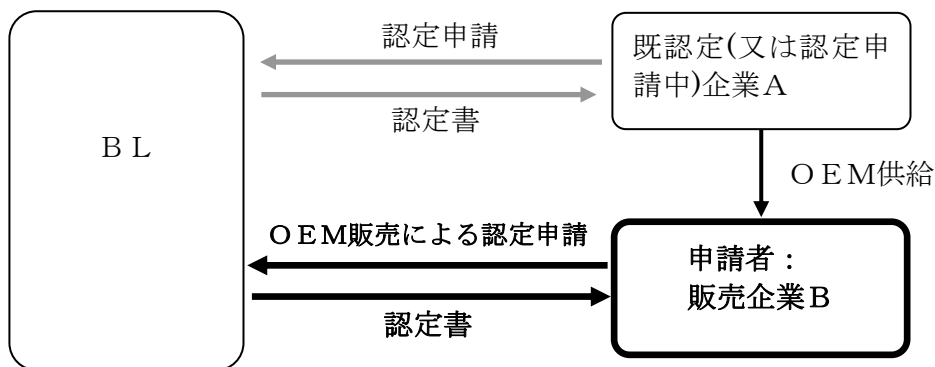 認定申請
既認定(又は認定申
請中)企業Ａ
認定書
ＢＬ
ＯＥＭ供給
ＯＥＭ販売による認定申請
申請者：
販売企業Ｂ
認定書